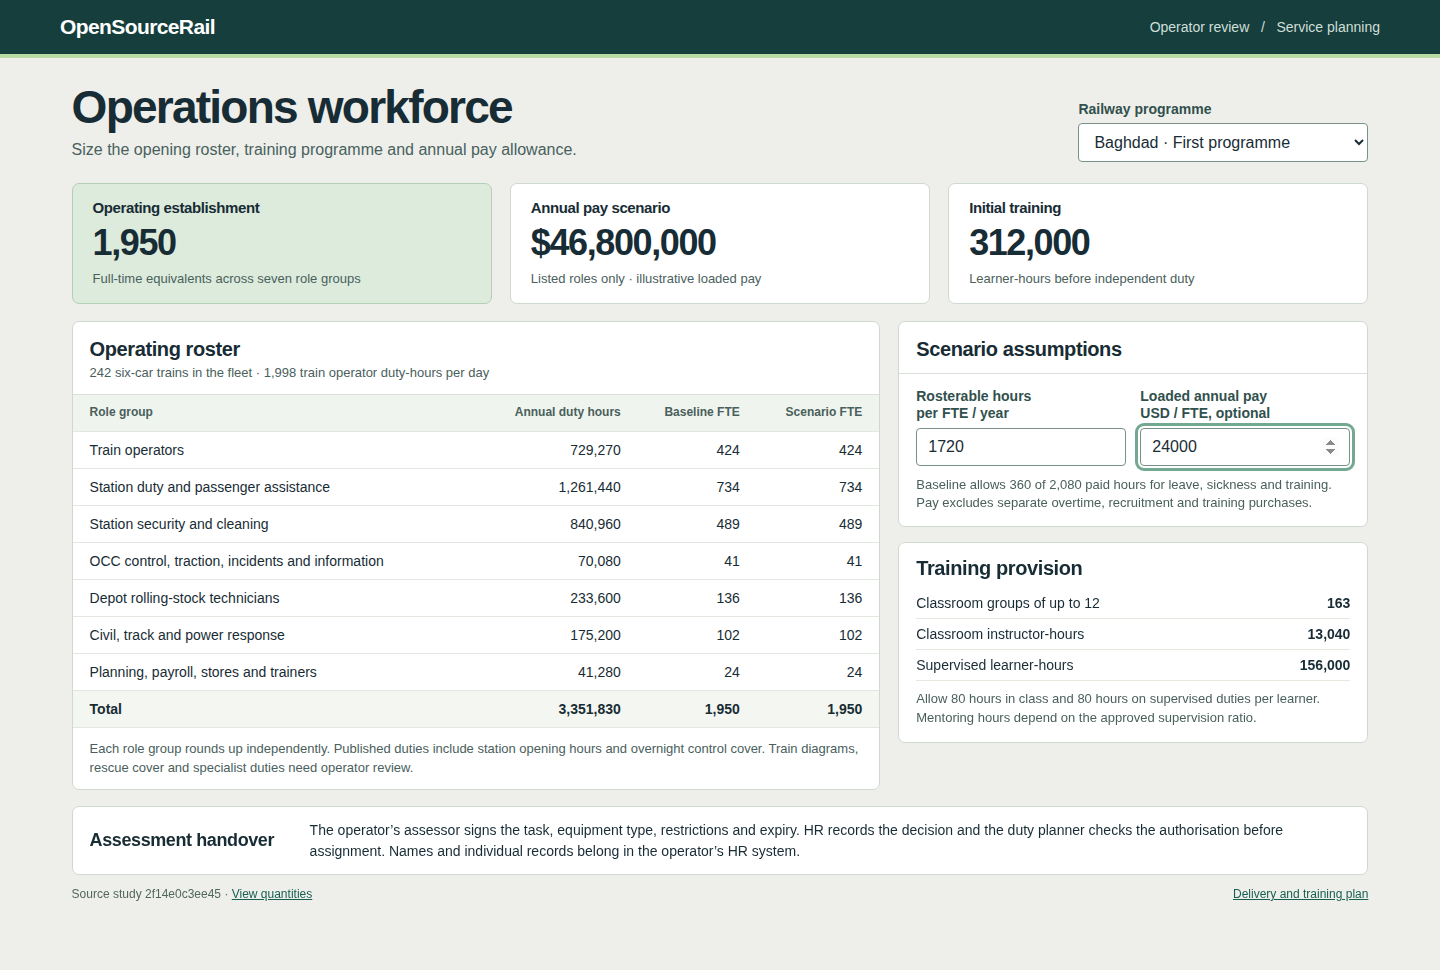 OpenSourceRail
Operator review / Service planning
Operations workforce
Size the opening roster, training programme and annual pay allowance.
Railway programme
Baghdad · First programme
Operating establishment
1,950
Full-time equivalents across seven role groups
Annual pay scenario
$46,800,000
Listed roles only · illustrative loaded pay
Initial training
312,000
Learner-hours before independent duty
Operating roster
242 six-car trains in the fleet · 1,998 train operator duty-hours per day
Role group Annual duty hours Baseline FTE Scenario FTE
Train operators 729,270 424 424
Station duty and passenger assistance 1,261,440 734 734
Station security and cleaning 840,960 489 489
OCC control, traction, incidents and information 70,080 41 41
Depot rolling-stock technicians 233,600 136 136
Civil, track and power response 175,200 102 102
Planning, payroll, stores and trainers 41,280 24 24
Total 3,351,830 1,950 1,950
Each role group rounds up independently. Published duties include station opening hours and overnight control cover. Train diagrams,
rescue cover and specialist duties need operator review.
Scenario assumptions
Rosterable hours
per FTE / year
1720
Loaded annual pay
USD / FTE, optional
24000
Baseline allows 360 of 2,080 paid hours for leave, sickness and training.
Pay excludes separate overtime, recruitment and training purchases.
Training provision
Classroom groups of up to 12 163
Classroom instructor-hours 13,040
Supervised learner-hours 156,000
Allow 80 hours in class and 80 hours on supervised duties per learner.
Mentoring hours depend on the approved supervision ratio.
Assessment handover
The operator’s assessor signs the task, equipment type, restrictions and expiry. HR records the decision and the duty planner checks the authorisation before
assignment. Names and individual records belong in the operator’s HR system.
Source study 2f14e0c3ee45 · View quantities
Delivery and training plan